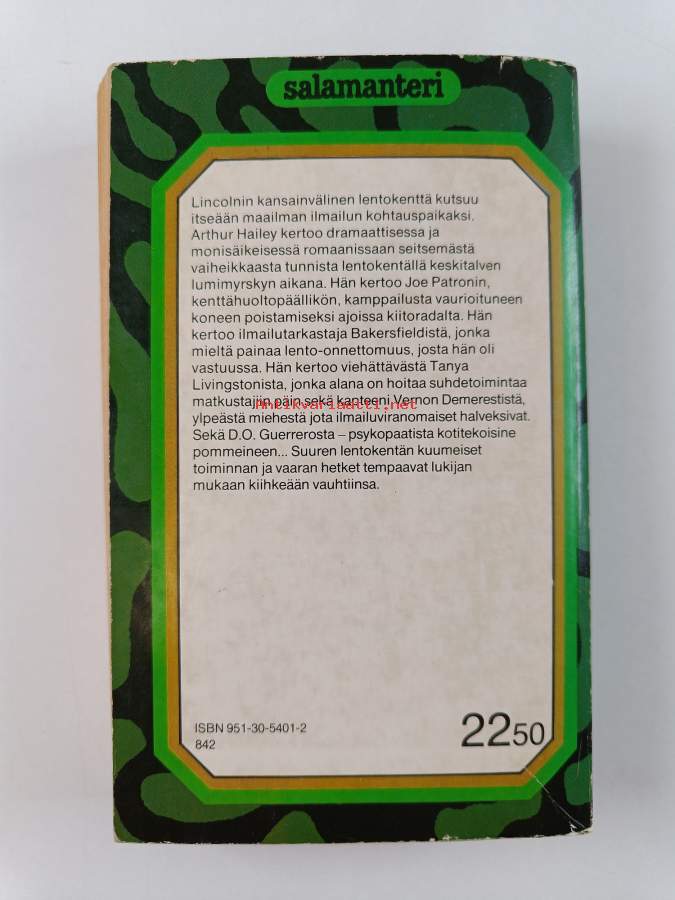 salamanteri
Lincolnin kansainvälinen lentokenttä kutsuu
itseään maailman ilmailun kohtauspaikaksi.
Arthur Hailey kertoo dramaattisessa ja
monisäikeisessä romaanissaan seitsemästä
vaiheikkaasta tunnista lentokentällä keskitalven
lumimyrskyn aikana. Hän kertoo Joe Patronin,
kenttähuoltopäällikön, kamppailusta vaurioituneen
koneen poistamiseksi ajoissa kiitoradalta. Hän
kertoo ilmailutarkastaja Bakersfieldistä, jonka
mieltä painaa lento-onnettomuus, josta hän oli
vastuussa. Hän kertoo viehättävästä Tanya
Livingstonista, jonka alana on hoitaa suhdetoimintaa
matkustajiin päin sekä kapteeni Vernon Demerestistä,
Antikvariaatti.net
ylpeästä miehestä jota ilmailuviranomaiset halveksivat.
Sekä D.O. Guerrerosta – psykopaatista kotitekoisine
pommeineen... Suuren lentokentän kuumeiset
toiminnan ja vaaran hetket tempaavat lukijan
mukaan kiihkeään vauhtiinsa.
ISBN 951-30-5401-2
842
2250